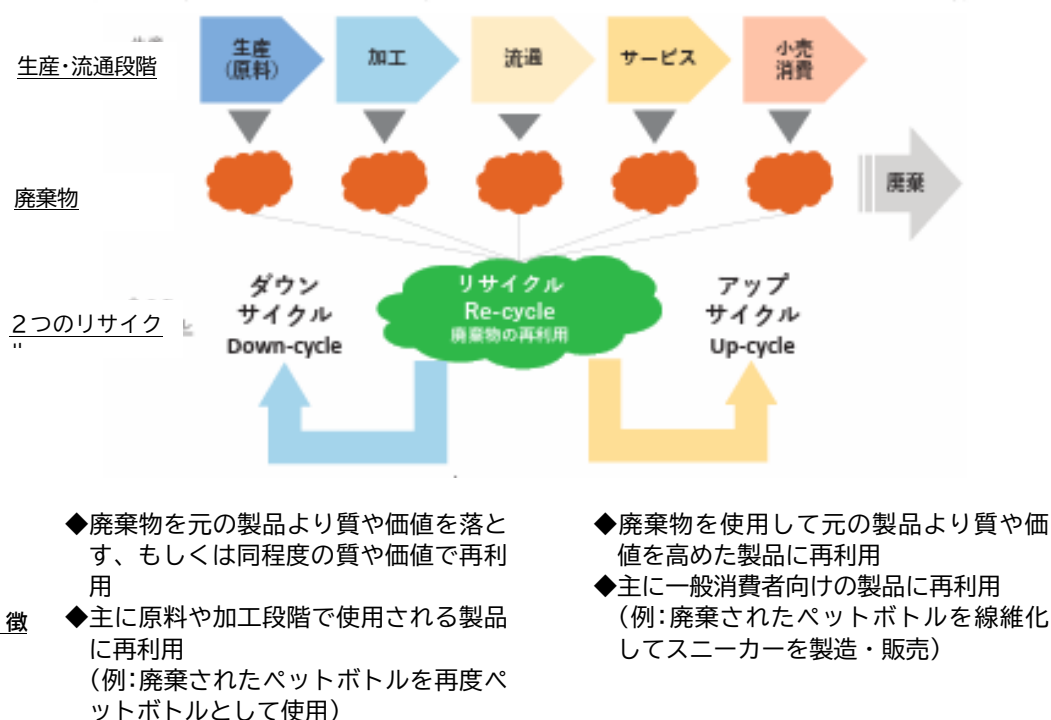 生産・流通段階
生産
(原料)
加工
流通
サービス
小売
消費
廃棄物
廃棄
2つのリサイク
ダウン
サイクル
Down-cycle
リサイクル
Re-cycle
廃棄物の再利用
アップ
サイクル
Up-cycle
◆廃棄物を元の製品より質や価値を落と
す、もしくは同程度の質や価値で再利
用
◆主に原料や加工段階で使用される製品
に再利用
(例:廃棄されたペットボトルを再度ペ
ットボトルとして使用)
徴
◆廃棄物を使用して元の製品より質や価
値を高めた製品に再利用
◆主に一般消費者向けの製品に再利用
(例:廃棄されたペットボトルを線維化
してスニーカーを製造・販売)